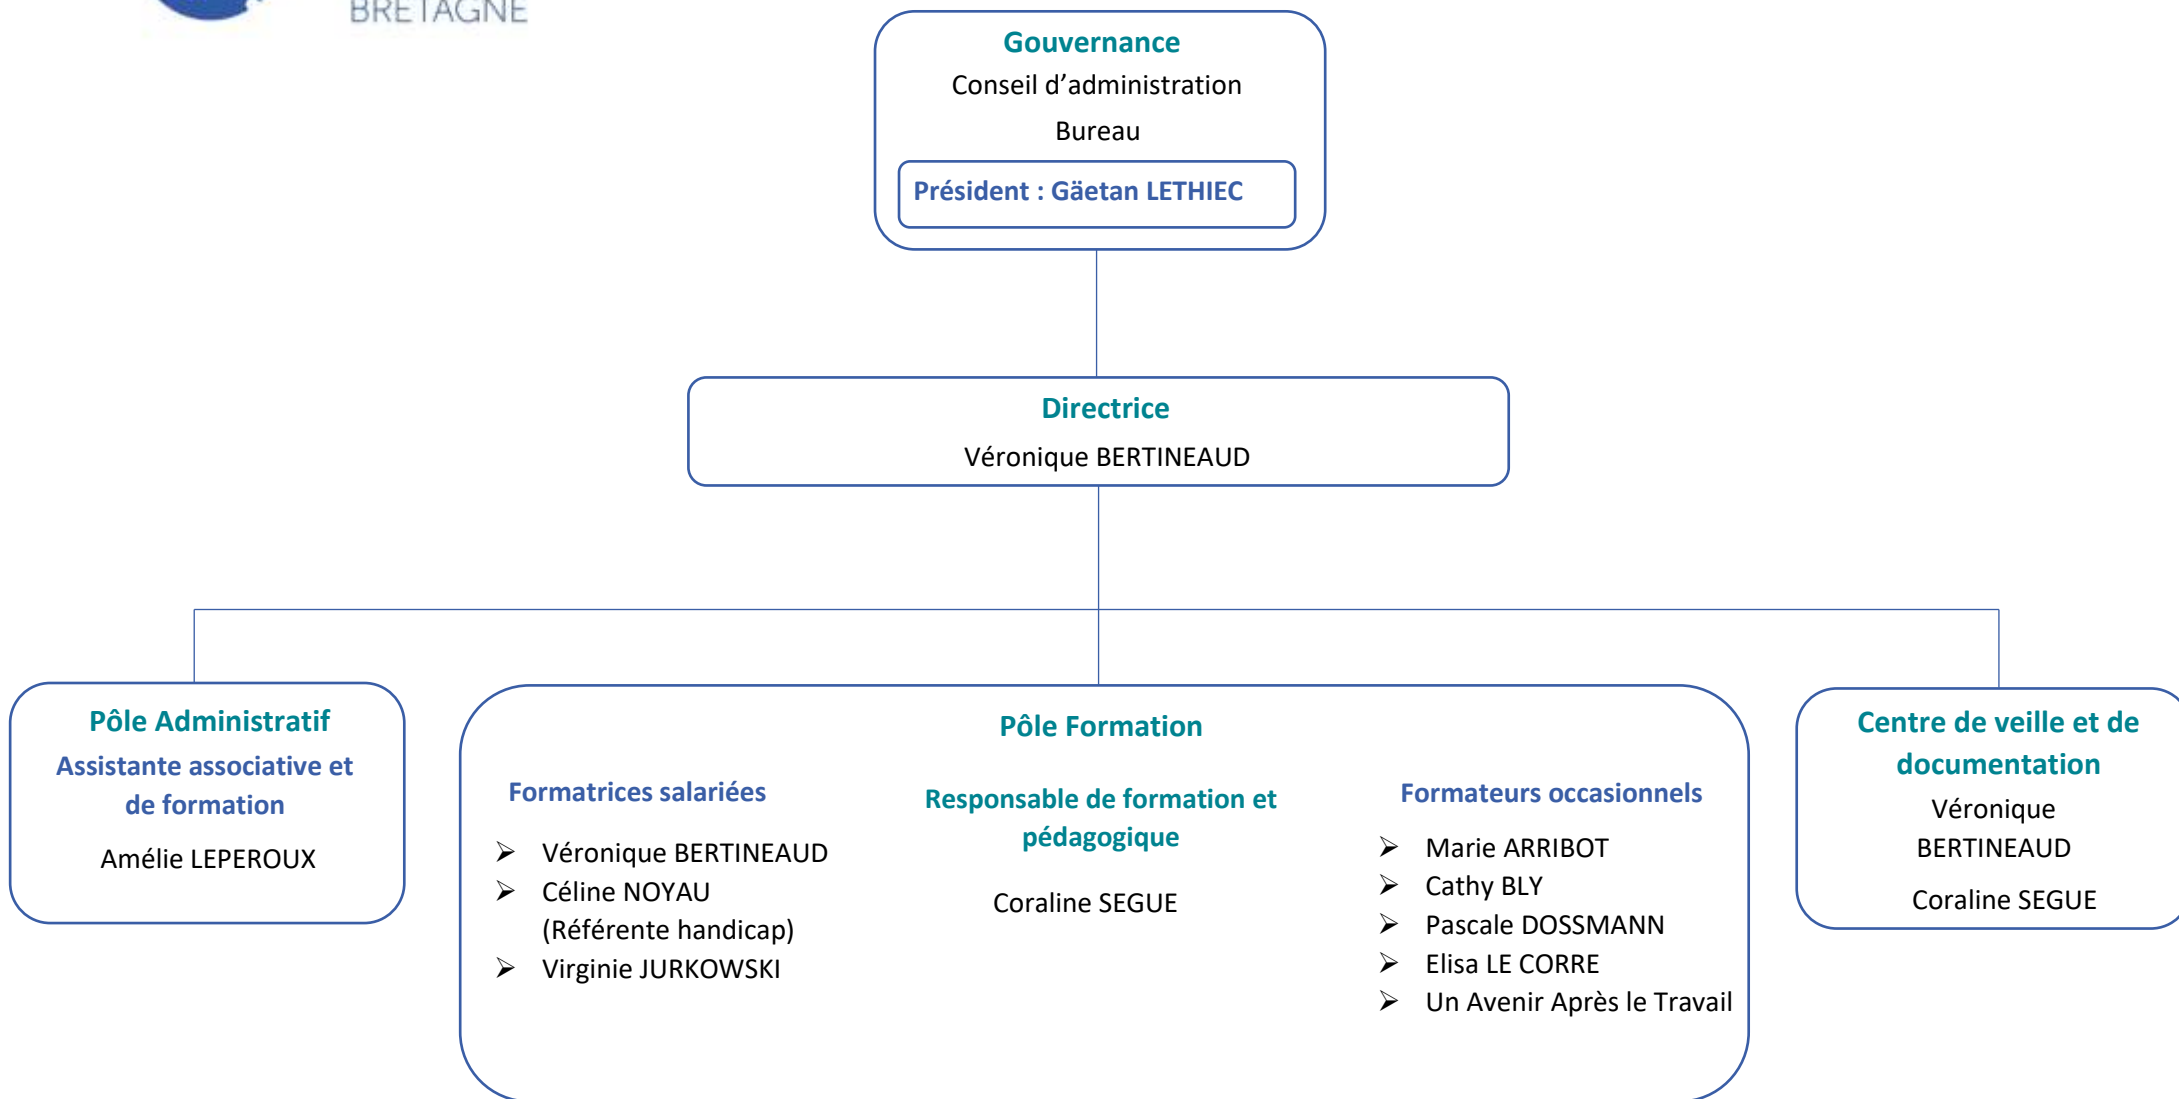 BRETAGNE
Gouvernance
Conseil d’administration
Bureau
Président : Gäetan LETHIEC
Directrice
Véronique BERTINEAUD
Pôle Administratif
Assistante associative et
de formation
Amélie LEPEROUX
Pôle Formation
Formatrices salariées
➢ Véronique BERTINEAUD
➢ Céline NOYAU
(Référente handicap)
➢ Virginie JURKOWSKI
Responsable de formation et
pédagogique
Coraline SEGUE
Formateurs occasionnels
➢ Marie ARRIBOT
➢ Cathy BLY
➢ Pascale DOSSMANN
➢ Elisa LE CORRE
➢ Un Avenir Après le Travail
Centre de veille et de
documentation
Véronique
BERTINEAUD
Coraline SEGUE